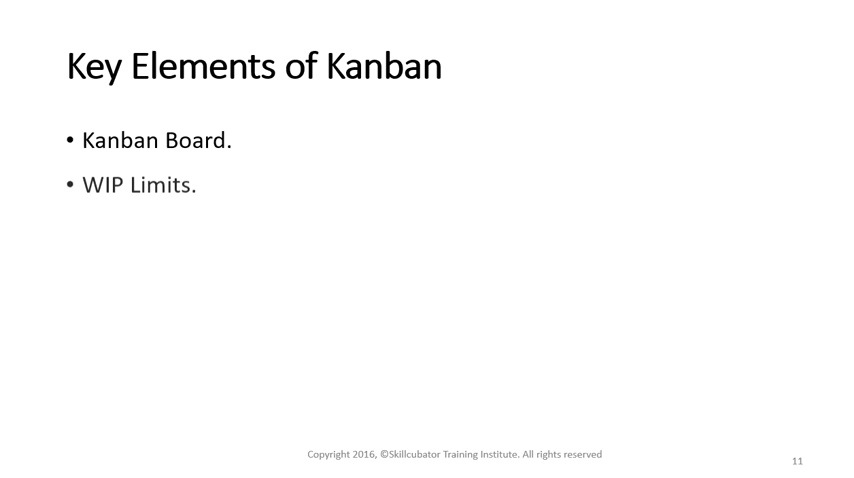 Key Elements of Kanban
• Kanban Board.
• WIP Limits.
Copyright 2016, ©Skillcubator Training Institute. All rights reserved
11